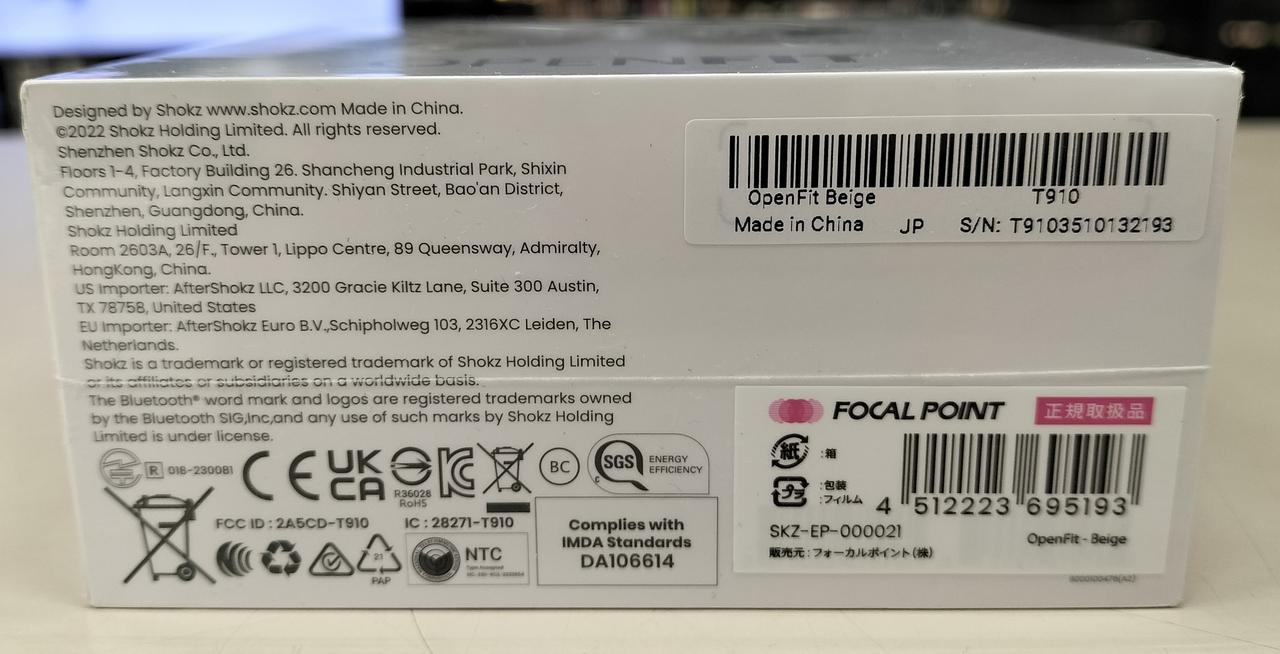 OPENFIT
Designed by Shokz www.shokz.com Made in China.
©2022 Shokz Holding Limited. All rights reserved.
Shenzhen Shokz Co., Ltd.
Floors 1-4, Factory Building 26. Shancheng Industrial Park, Shixin
Community, Langxin Community. Shiyan Street, Bao'an District,
Shenzhen, Guangdong, China.
Shokz Holding Limited
Room 2603A, 26/F., Tower 1, Lippo Centre, 89 Queensway, Admiralty,
HongKong, China.
US Importer: AfterShokz LLC, 3200 Gracie Kiltz Lane, Suite 300 Austin,
TX 78758, United States
EU Importer: AfterShokz Euro B.V.,Schipholweg 103, 2316XC Leiden, The
Netherlands.
Shokz is a trademark or registered trademark of Shokz Holding Limited
or its affiliates or subsidiaries on a worldwide basis.
The Bluetooth® word mark and logos are registered trademarks owned
by the Bluetooth SIG,Inc,and any use of such marks by Shokz Holding
Limited is under license.
R 018-230081
CE
UK
CA
R36028
RoHS
BC
SGS
ENERGY
EFFICIENCY
FCC ID : 2A5CD-T910
IC : 28271-T910
21
PAP
NTC
Type Accepted
Complies with
IMDA Standards
DA106614
OpenFit Beige T910
Made in China JP S/N: T9103510132193
FOCAL POINT 正規取扱品
紙 :箱
プラ :包装
:フィルム
4 512223 695193
SKZ-EP-000021
OpenFit - Beige
販売元 : フォーカルポイント(株)